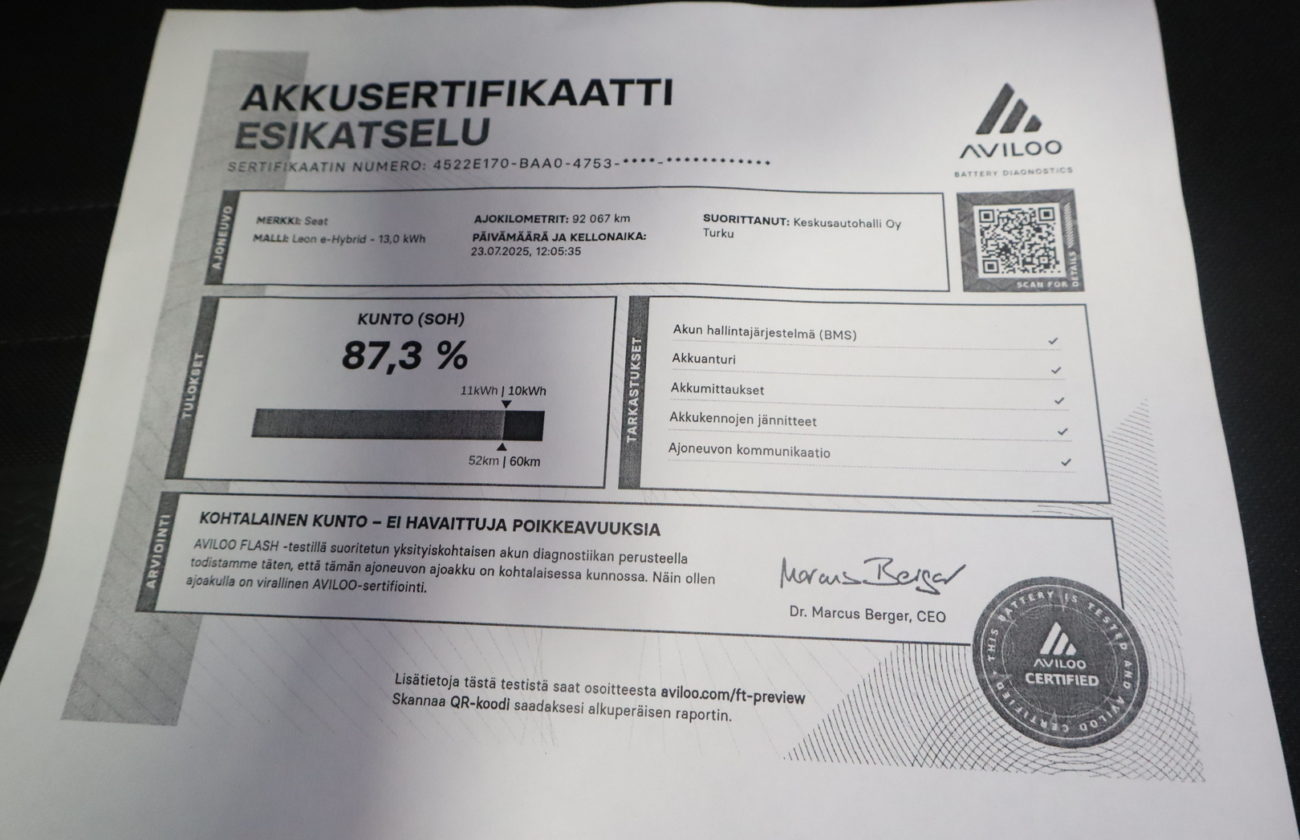 AKKUSERTIFIKAATTI
ESIKATSELU
SERTIFIKAATIN NUMERO: 4522E170-BAA0-4753-****-************
AVILOO
BATTERY DIAGNOSTICS
AJONEUVO
MERKKI: Seat
MALLI: Leon e-Hybrid - 13,0 kWh
AJOKILOMETRIT: 92 067 km
PÄIVÄMÄÄRÄ JA KELLONAIKA:
23.07.2025, 12:05:35
SUORITTANUT: Keskusautohalli Oy
Turku
SCAN FOR DETAILS
TULOKSET
KUNTO (SOH)
87,3 %
11kWh | 10kWh
52km | 60km
TARKASTUKSET
Akun hallintajärjestelmä (BMS)
Akkuanturi
Akkumittaukset
Akkukennojen jännitteet
Ajoneuvon kommunikaatio
ARVIOINTI
KOHTALAINEN KUNTO – EI HAVAITTUJA POIKKEAVUUKSIA
AVILOO FLASH -testillä suoritetun yksityiskohtaisen akun diagnostiikan perusteella
todistamme täten, että tämän ajoneuvon ajoakku on kohtalaisessa kunnossa. Näin ollen
ajoakulla on virallinen AVILOO-sertifiointi.
Marcus Berger
Dr. Marcus Berger, CEO
THIS BATTERY IS TESTED AND AVILOO CERTIFIED
AVILOO
CERTIFIED
Lisätietoja tästä testistä saat osoitteesta aviloo.com/ft-preview
Skannaa QR-koodi saadaksesi alkuperäisen raportin.